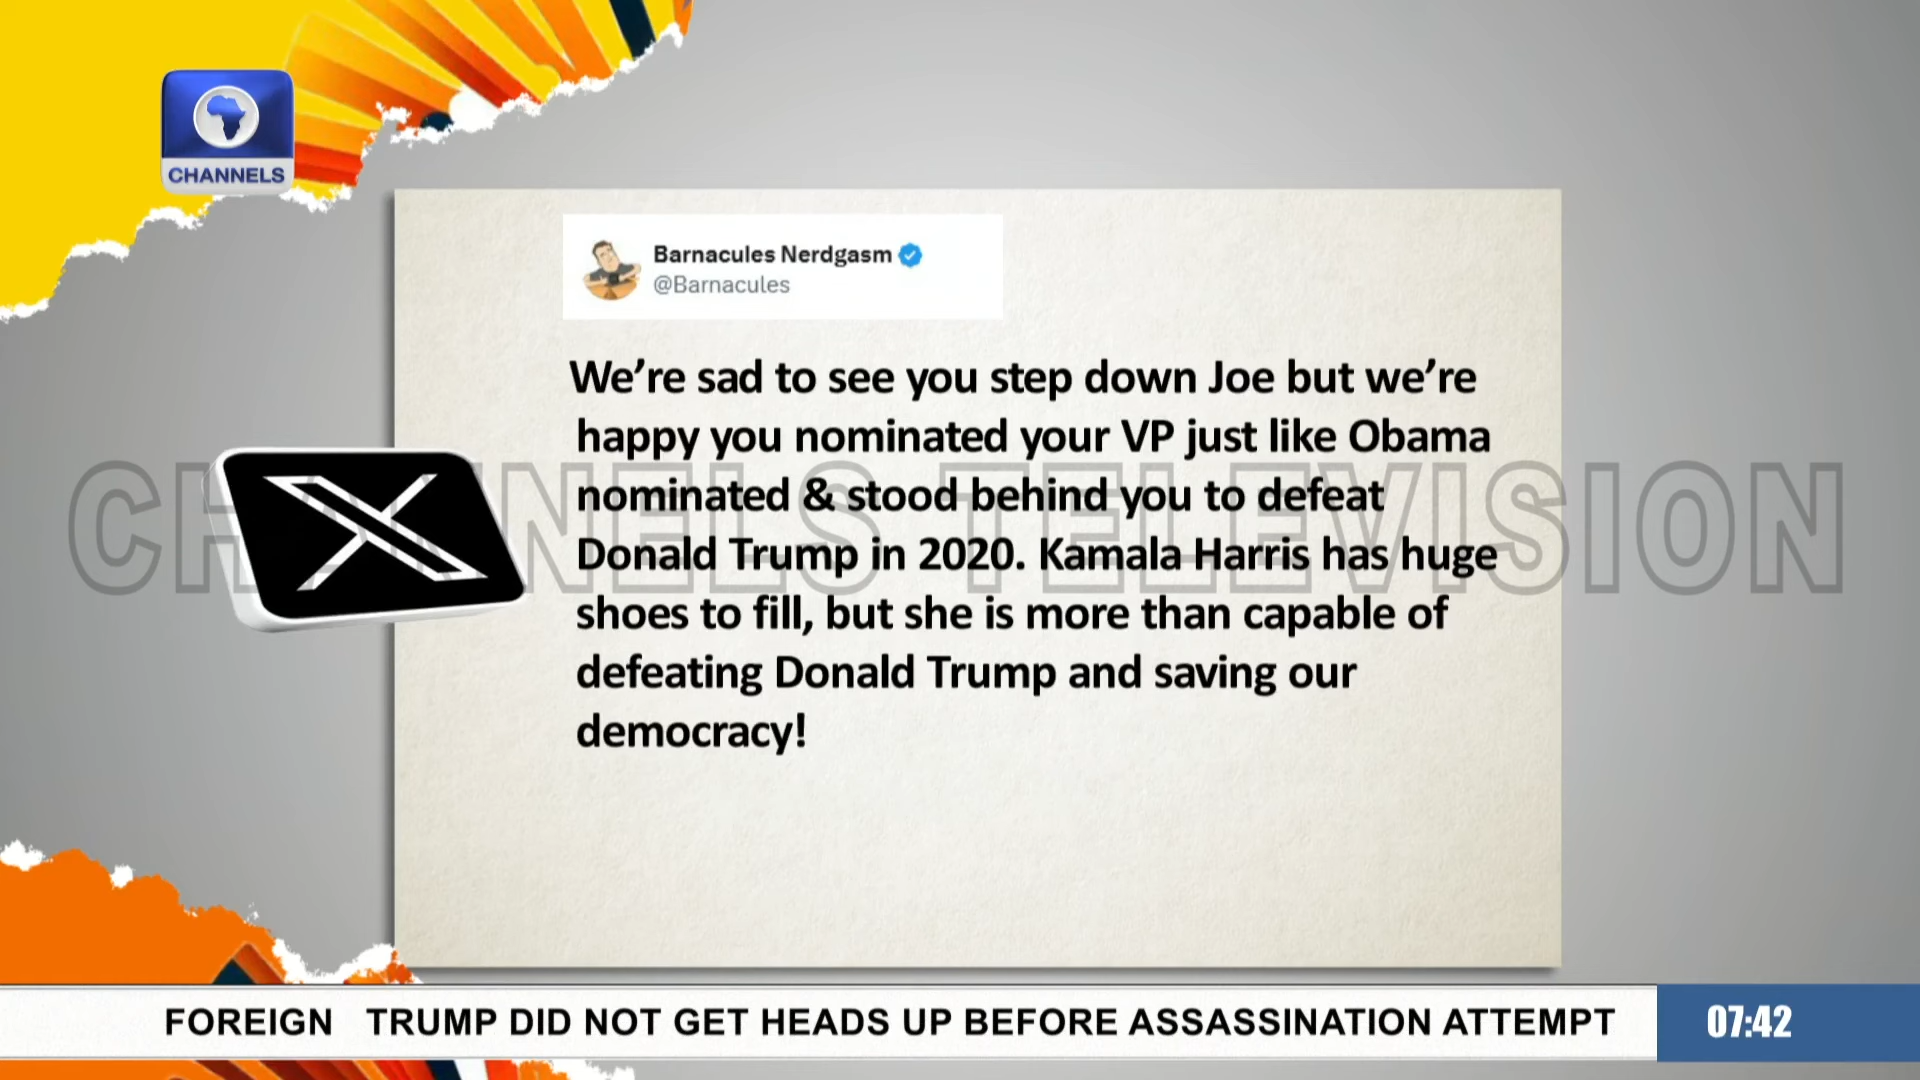 CHANNELS
Barnacules Nerdgasm
@Barnacules
We’re sad to see you step down Joe but we’re
happy you nominated your VP just like Obama
nominated & stood behind you to defeat
Donald Trump in 2020. Kamala Harris has huge
shoes to fill, but she is more than capable of
defeating Donald Trump and saving our
democracy!
CHANNELS TELEVISION
FOREIGN TRUMP DID NOT GET HEADS UP BEFORE ASSASSINATION ATTEMPT
07:42